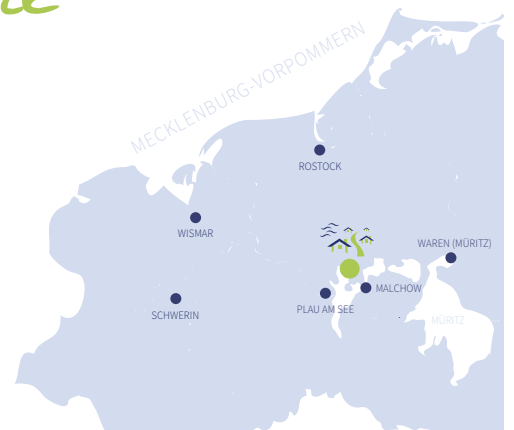 MECKLENBURG-VORPOMMERN
ROSTOCK
WISMAR
WAREN (MÜRITZ)
MALCHOW
PLAU AM SEE
SCHWERIN
MÜRITZ